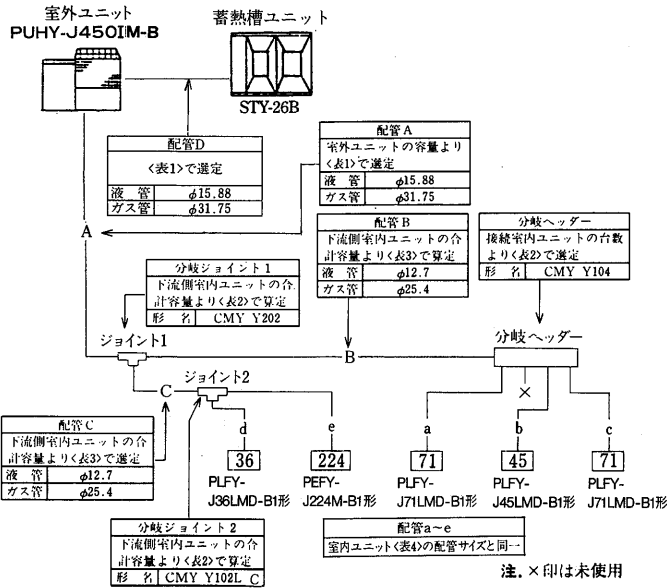 室外ユニット
PUHY-J450ⅡM-B
蓄熱槽ユニット
STY-26B
配管D
〈表1〉で選定
液 管 φ15.88
ガス管 φ31.75
配管A
室外ユニットの容量より
〈表1〉で選定
液 管 φ15.88
ガス管 φ31.75
A
配管B
下流側室内ユニットの合
計容量より〈表3〉で算定
液 管 φ12.7
ガス管 φ25.4
分岐ヘッダー
接続室内ユニットの台数
より〈表2〉で選定
形 名 CMY Y104
分岐ジョイント1
下流側室内ユニットの合
計容量より〈表2〉で算定
形 名 CMY Y202
ジョイント1
B
分岐ヘッダー
C
ジョイント2
×
d
e
a
b
c
配管C
下流側室内ユニットの合
計容量より〈表3〉で選定
液 管 φ12.7
ガス管 φ25.4
36
PLFY-
J36LMD-B1形
224
PEFY-
J224M-B1形
71
PLFY-
J71LMD-B1形
45
PLFY-
J45LMD-B1形
71
PLFY-
J71LMD-B1形
分岐ジョイント2
下流側室内ユニットの合
計容量より〈表2〉で算定
形 名 CMY Y102L C
配管a～e
室内ユニット〈表4〉の配管サイズと同一
注. ×印は未使用